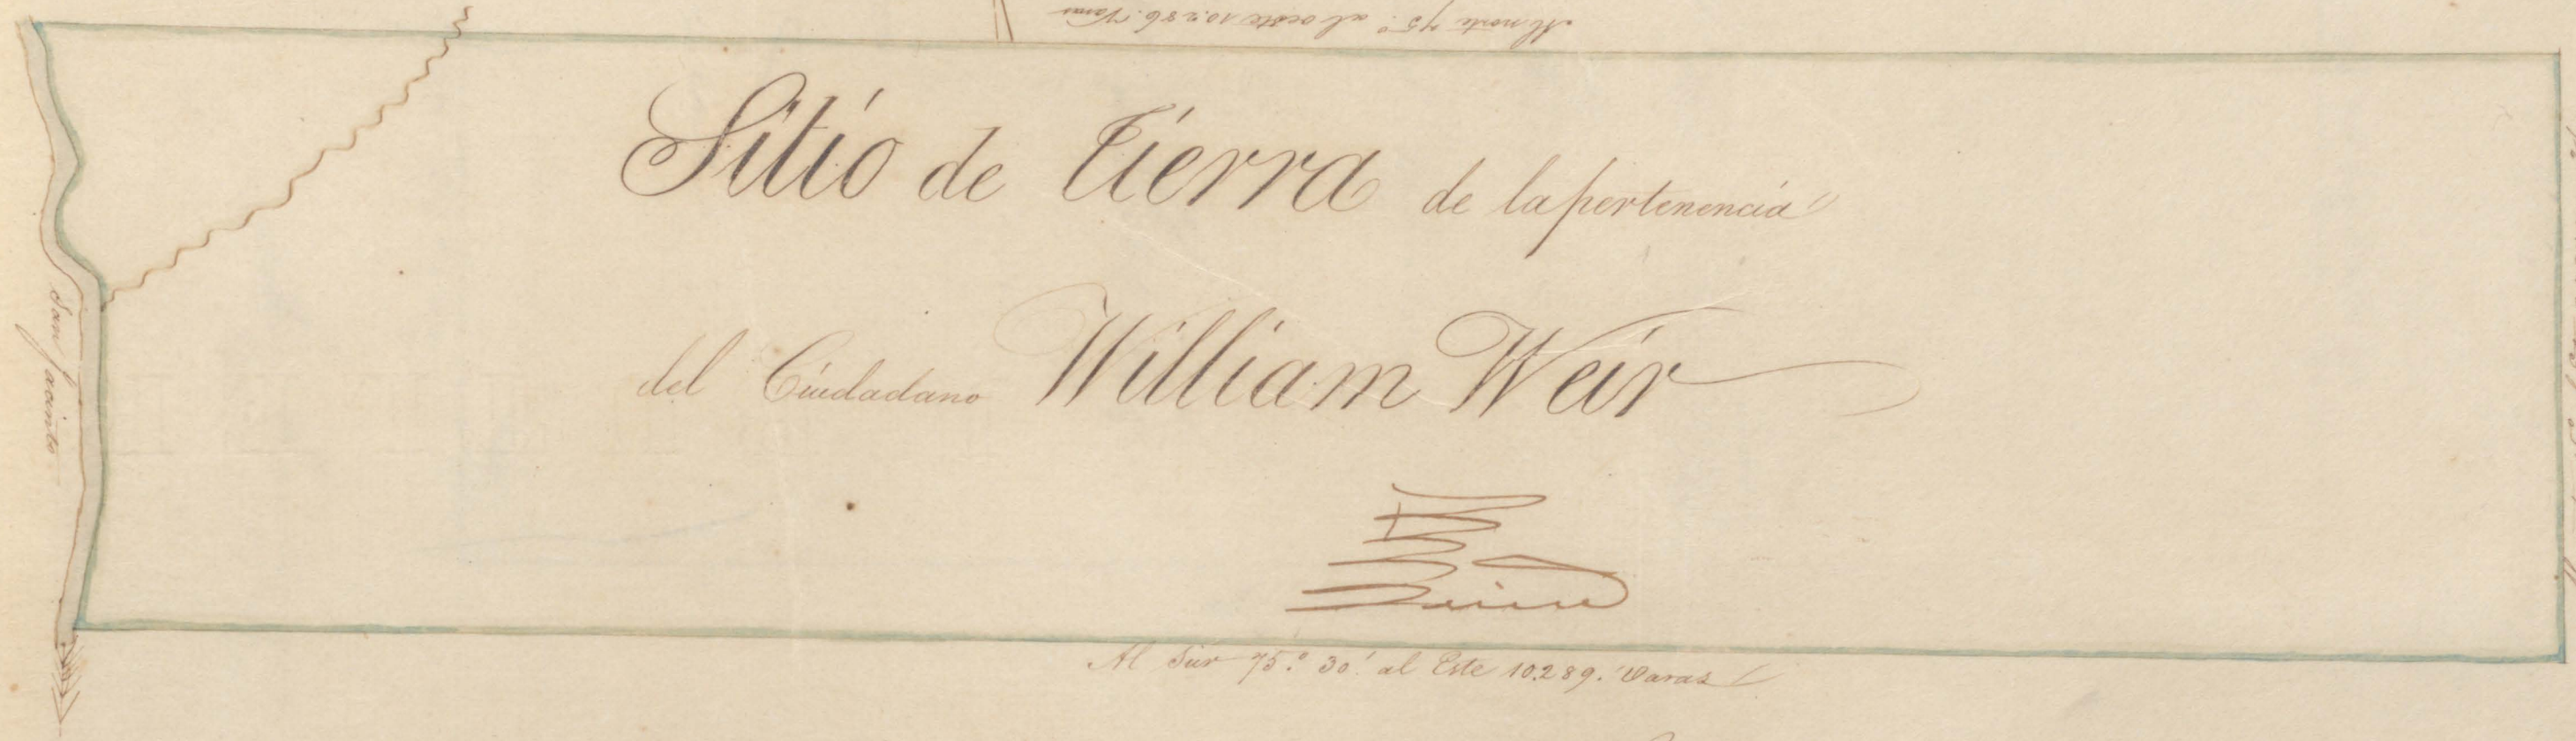 Al norte 75.° al oeste 10.286. Varas
Sitio de Tierra de la pertenencia
del Ciudadano William Weir
San Jacinto
Al Sur 75.° 30' al Este 10.289. Varas